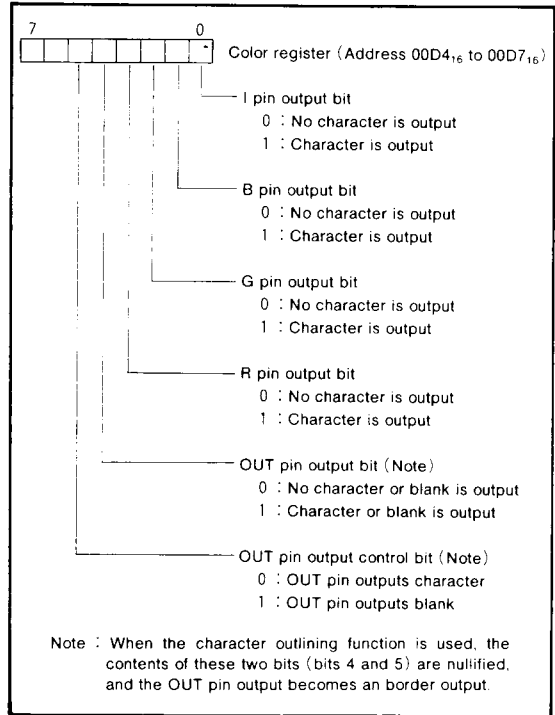 7 0
Color register (Address 00D4₁₆ to 00D7₁₆)
I pin output bit
0 : No character is output
1 : Character is output
B pin output bit
0 : No character is output
1 : Character is output
G pin output bit
0 : No character is output
1 : Character is output
R pin output bit
0 : No character is output
1 : Character is output
OUT pin output bit (Note)
0 : No character or blank is output
1 : Character or blank is output
OUT pin output control bit (Note)
0 : OUT pin outputs character
1 : OUT pin outputs blank
Note : When the character outlining function is used, the
contents of these two bits (bits 4 and 5) are nullified,
and the OUT pin output becomes an border output.